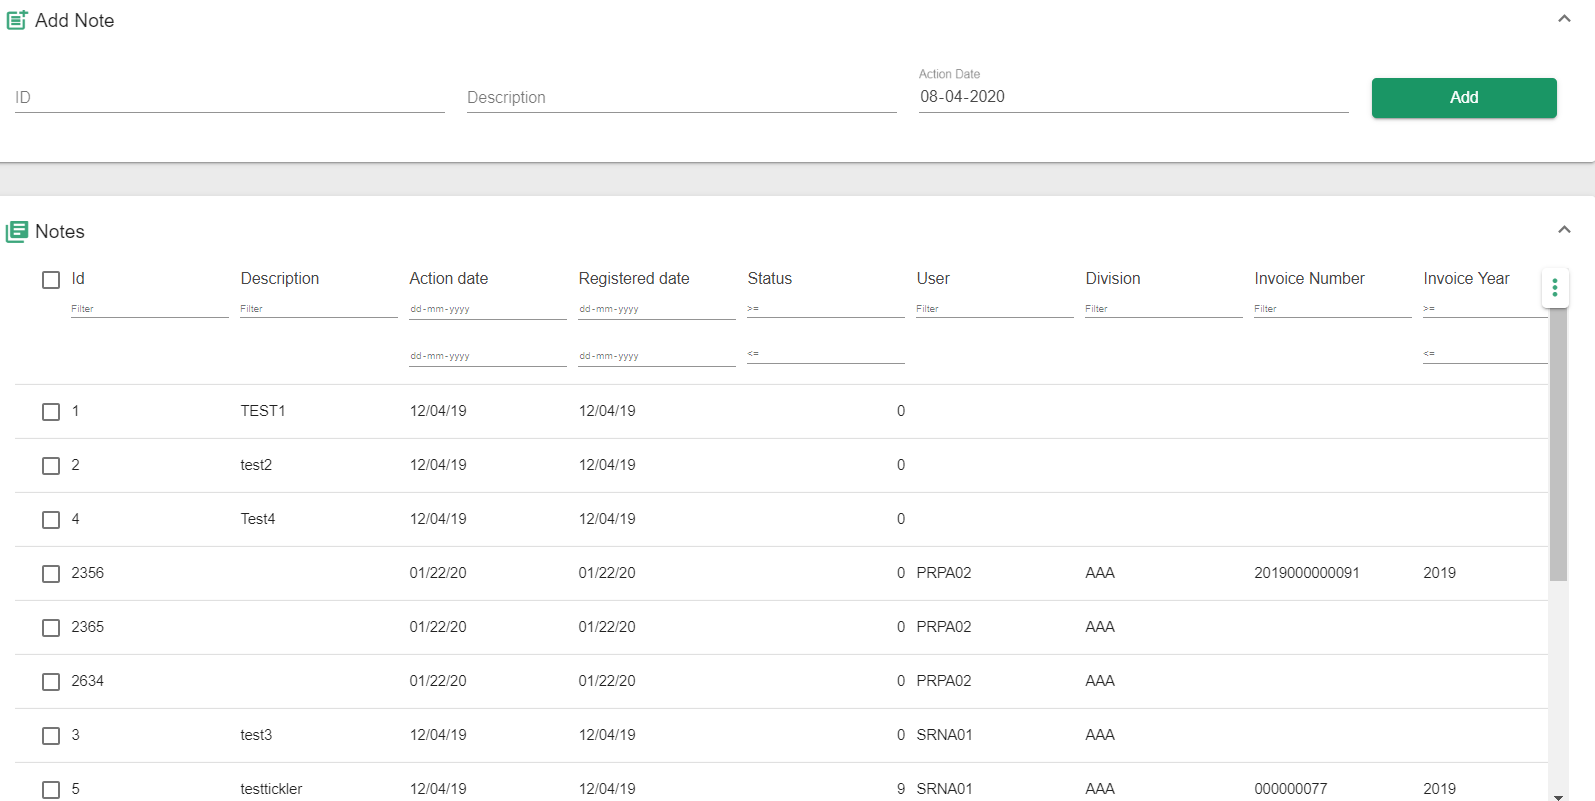 Add Note
Action Date
ID Description 08-04-2020 Add
Notes
Id Description Action date Registered date Status User Division Invoice Number Invoice Year
Filter Filter dd-mm-yyyy dd-mm-yyyy >= Filter Filter Filter >=
dd-mm-yyyy dd-mm-yyyy <= <=
1 TEST1 12/04/19 12/04/19 0
2 test2 12/04/19 12/04/19 0
4 Test4 12/04/19 12/04/19 0
2356 01/22/20 01/22/20 0 PRPA02 AAA 2019000000091 2019
2365 01/22/20 01/22/20 0 PRPA02 AAA
2634 01/22/20 01/22/20 0 PRPA02 AAA
3 test3 12/04/19 12/04/19 0 SRNA01 AAA
5 testtickler 12/04/19 12/04/19 9 SRNA01 AAA 000000077 2019